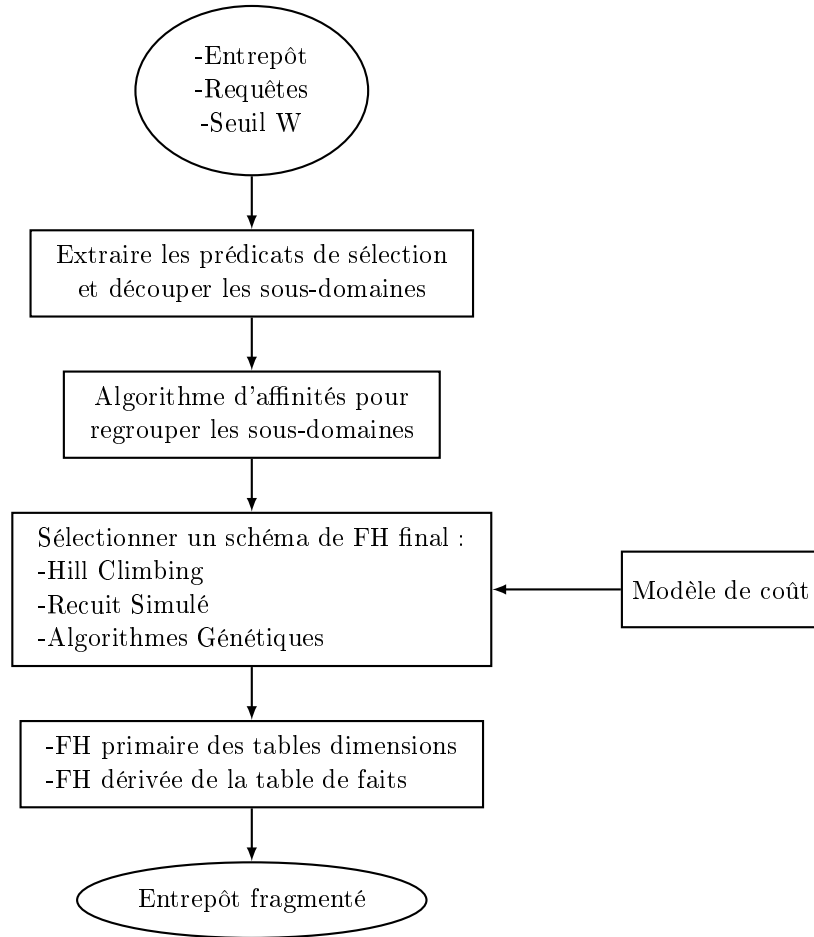 -Entrepôt
-Requêtes
-Seuil W
Extraire les prédicats de sélection
et découper les sous-domaines
Algorithme d'affinités pour
regrouper les sous-domaines
Sélectionner un schéma de FH final :
-Hill Climbing
-Recuit Simulé
-Algorithmes Génétiques
Modèle de coût
-FH primaire des tables dimensions
-FH dérivée de la table de faits
Entrepôt fragmenté